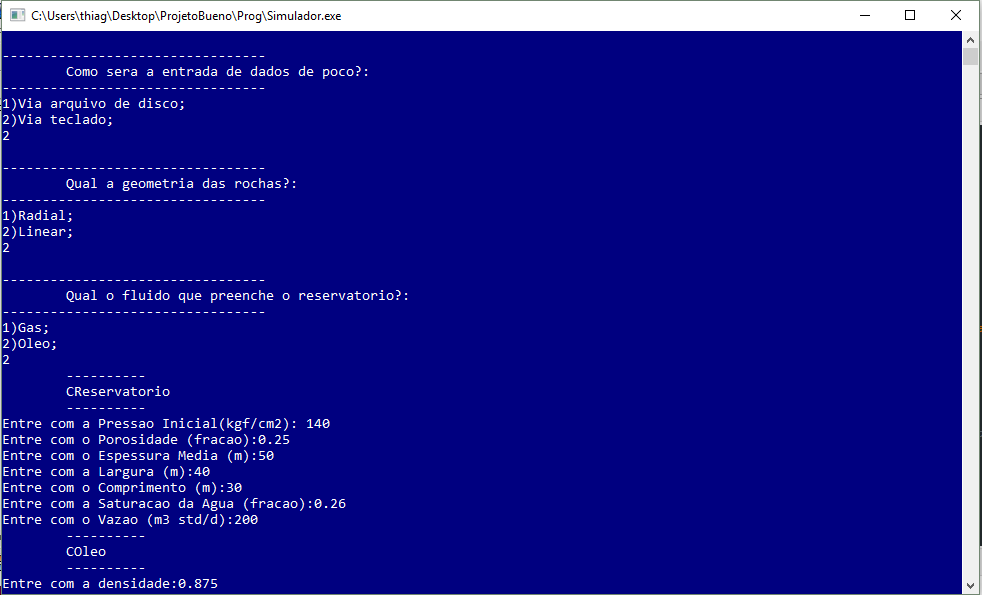 C:\Users\thiag\Desktop\ProjetoBueno\Prog\Simulador.exe
---------------------------------
Como sera a entrada de dados de poco?:
---------------------------------
1)Via arquivo de disco;
2)Via teclado;
2
---------------------------------
Qual a geometria das rochas?:
---------------------------------
1)Radial;
2)Linear;
2
---------------------------------
Qual o fluido que preenche o reservatorio?:
---------------------------------
1)Gas;
2)Oleo;
2
----------
CReservatorio
----------
Entre com a Pressao Inicial(kgf/cm2): 140
Entre com o Porosidade (fracao):0.25
Entre com o Espessura Media (m):50
Entre com a Largura (m):40
Entre com o Comprimento (m):30
Entre com a Saturacao da Agua (fracao):0.26
Entre com o Vazao (m3 std/d):200
----------
COleo
----------
Entre com a densidade:0.875